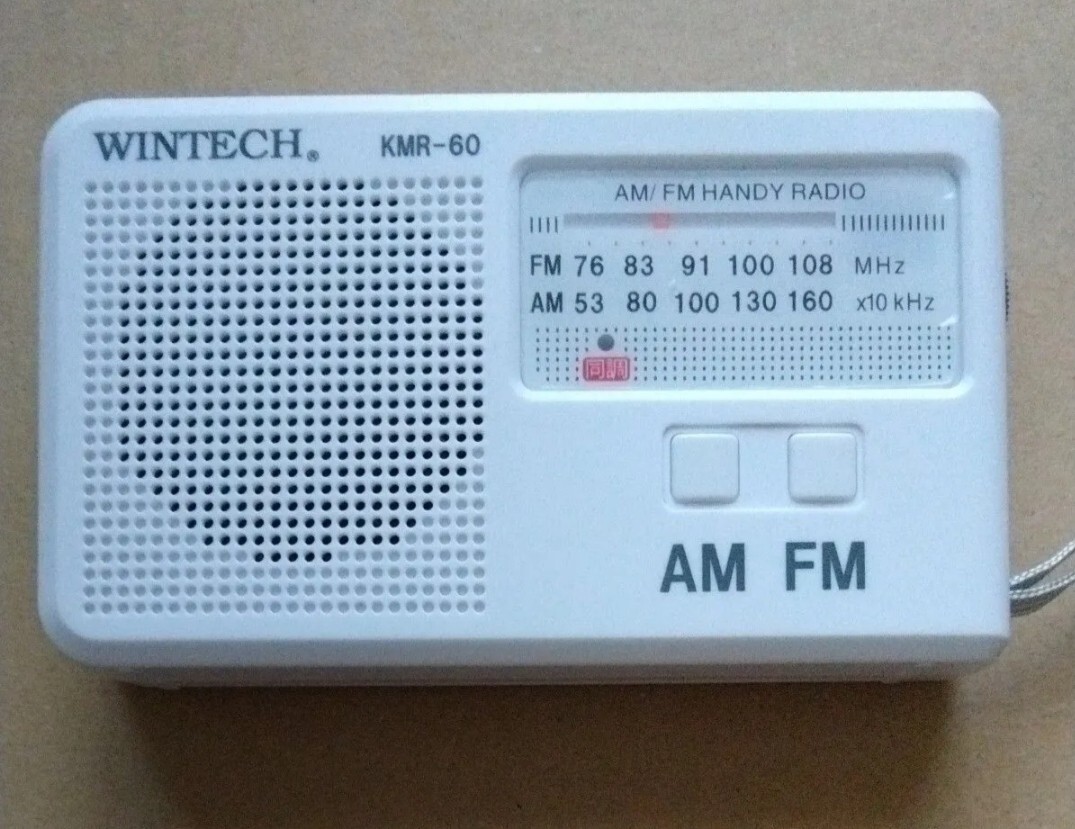 WINTECH® KMR-60
AM/ FM HANDY RADIO
FM 76 83 91 100 108 MHz
AM 53 80 100 130 160 x10 kHz
同調
AM FM